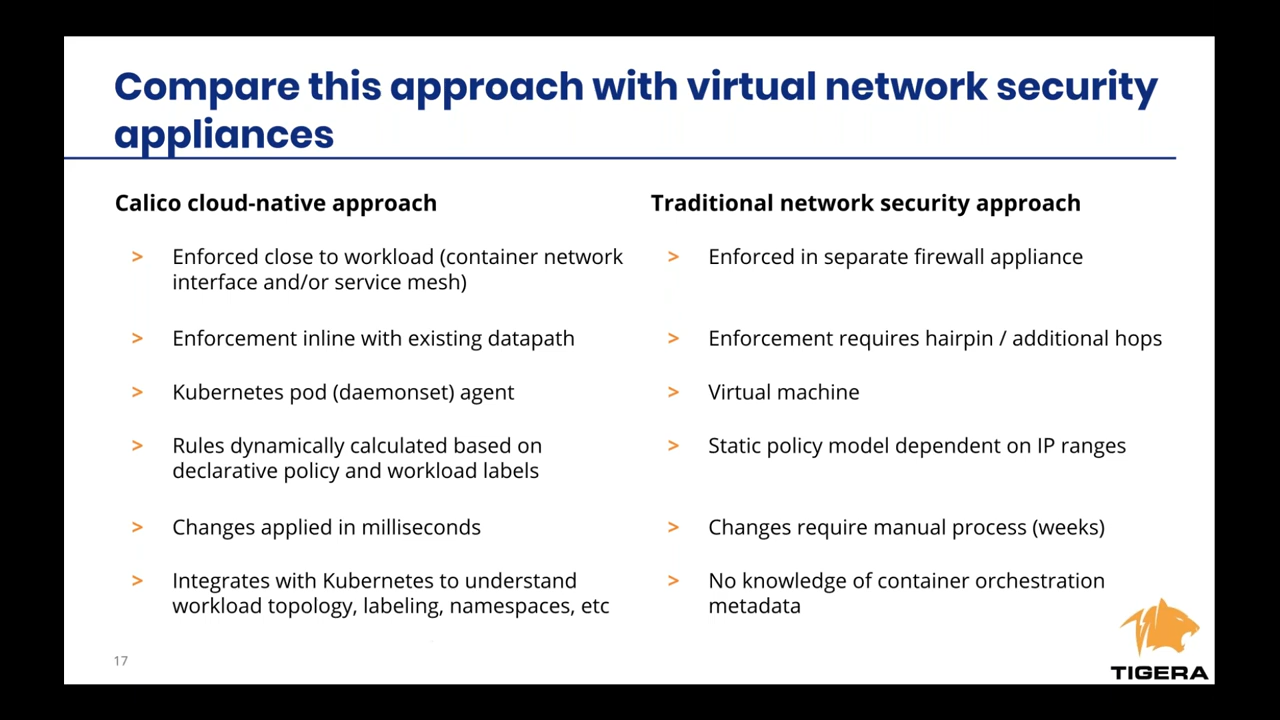 Compare this approach with virtual network security
appliances
Calico cloud-native approach
> Enforced close to workload (container network
interface and/or service mesh)
> Enforcement inline with existing datapath
> Kubernetes pod (daemonset) agent
> Rules dynamically calculated based on
declarative policy and workload labels
> Changes applied in milliseconds
> Integrates with Kubernetes to understand
workload topology, labeling, namespaces, etc
Traditional network security approach
> Enforced in separate firewall appliance
> Enforcement requires hairpin / additional hops
> Virtual machine
> Static policy model dependent on IP ranges
> Changes require manual process (weeks)
> No knowledge of container orchestration
metadata
17
TIGERA